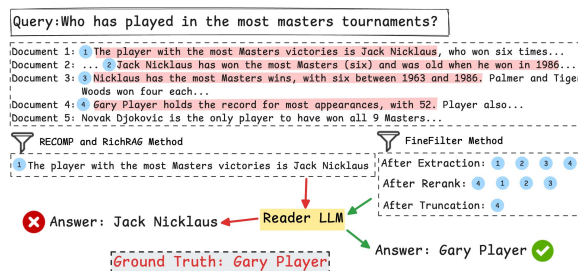 Query:Who has played in the most masters tournaments?
Document 1: 1 The player with the most Masters victories is Jack Nicklaus, who won six times...
Document 2: ... 2 Jack Nicklaus has won the most Masters (six) and was old when he won in 1986...
Document 3: 3 Nicklaus has the most Masters wins, with six between 1963 and 1986. Palmer and Tiger
Woods won four each...
Document 4: 4 Gary Player holds the record for most appearances, with 52. Player also...
Document 5: Novak Djokovic is the only player to have won all 9 Masters...
RECOMP and RichRAG Method
1 The player with the most Masters victories is Jack Nicklaus
FineFilter Method
After Extraction: 1 2 3 4
After Rerank: 4 1 2 3
After Truncation: 4
Reader LLM
Answer: Jack Nicklaus
Answer: Gary Player
Ground Truth: Gary Player